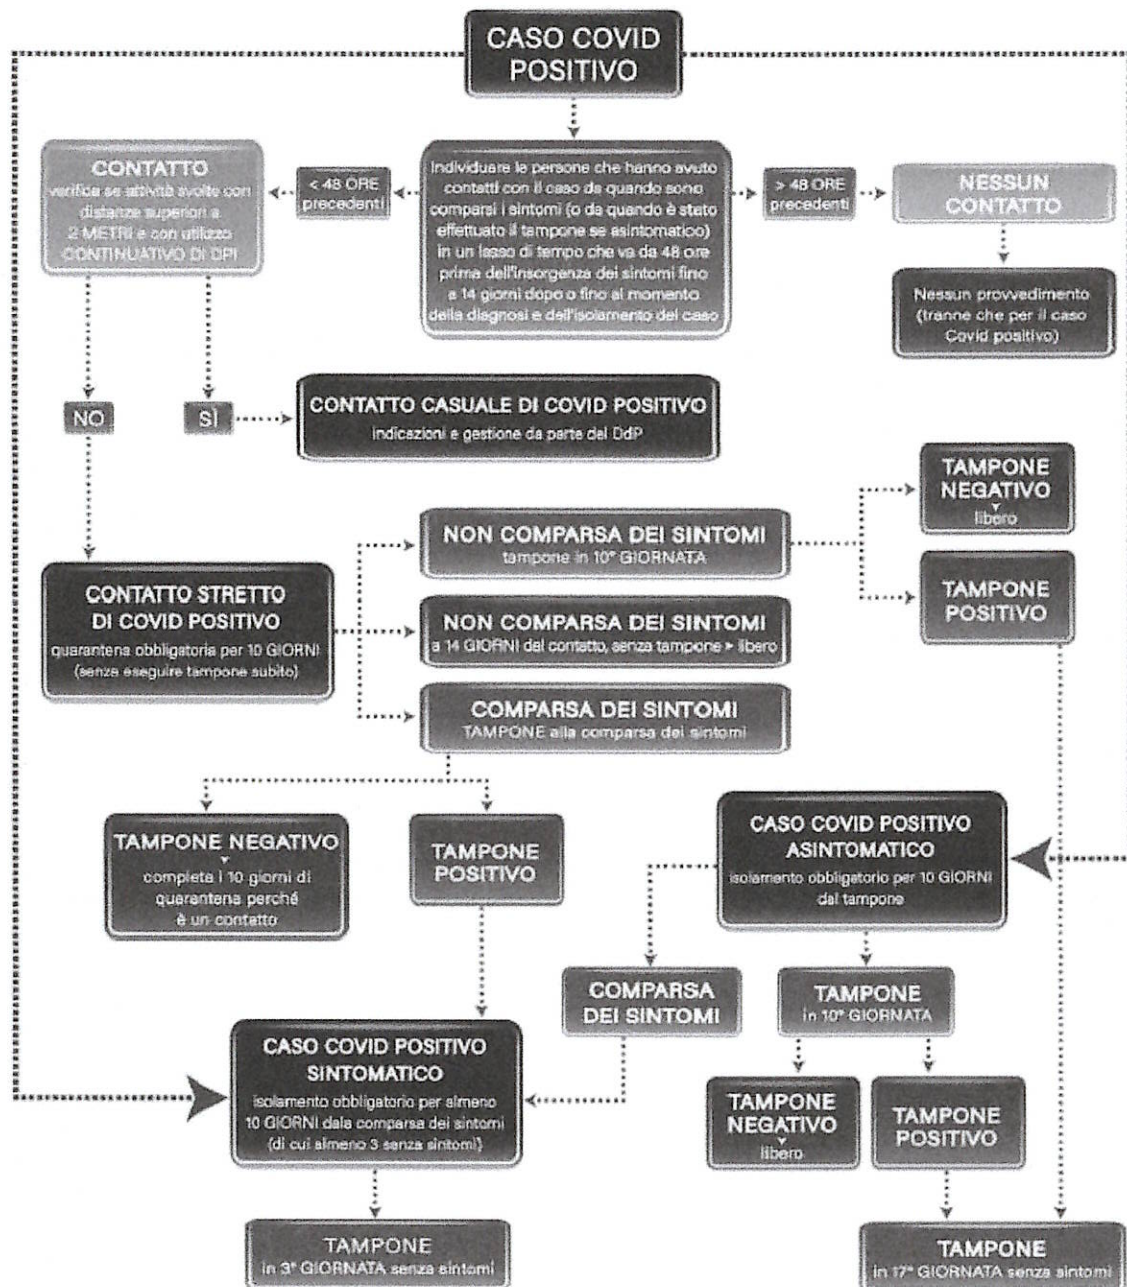 CASO COVID
POSITIVO
CONTATTO
verifica se attività svolte con
distanze superiori a
2 METRI e con utilizzo
CONTINUATIVO DI DPI
< 48 ORE
precedenti
Individuare le persone che hanno avuto
contatti con il caso da quando sono
comparsi i sintomi (o da quando è stato
effettuato il tampone se asintomatico)
in un lasso di tempo che va da 48 ore
prima dell'insorgenza dei sintomi fino
a 14 giorni dopo o fino al momento
della diagnosi e dell'isolamento del caso
> 48 ORE
precedenti
NESSUN
CONTATTO
Nessun provvedimento
(tranne che per il caso
Covid positivo)
NO
SÌ
CONTATTO CASUALE DI COVID POSITIVO
indicazioni e gestione da parte del DdP
TAMPONE
NEGATIVO
libero
NON COMPARSA DEI SINTOMI
tampone in 10ª GIORNATA
TAMPONE
POSITIVO
CONTATTO STRETTO
DI COVID POSITIVO
quarantena obbligatoria per 10 GIORNI
(senza eseguire tampone subito)
NON COMPARSA DEI SINTOMI
a 14 GIORNI del contatto, senza tampone ▸ libero
COMPARSA DEI SINTOMI
TAMPONE alla comparsa dei sintomi
TAMPONE NEGATIVO
completa i 10 giorni di
quarantena perché
è un contatto
TAMPONE
POSITIVO
CASO COVID POSITIVO
ASINTOMATICO
isolamento obbligatorio per 10 GIORNI
dal tampone
COMPARSA
DEI SINTOMI
TAMPONE
in 10ª GIORNATA
CASO COVID POSITIVO
SINTOMATICO
isolamento obbligatorio per almeno
10 GIORNI dala comparsa dei sintomi
(di cui almeno 3 senza sintomi)
TAMPONE
NEGATIVO
libero
TAMPONE
POSITIVO
TAMPONE
in 3ª GIORNATA senza sintomi
TAMPONE
in 17ª GIORNATA senza sintomi